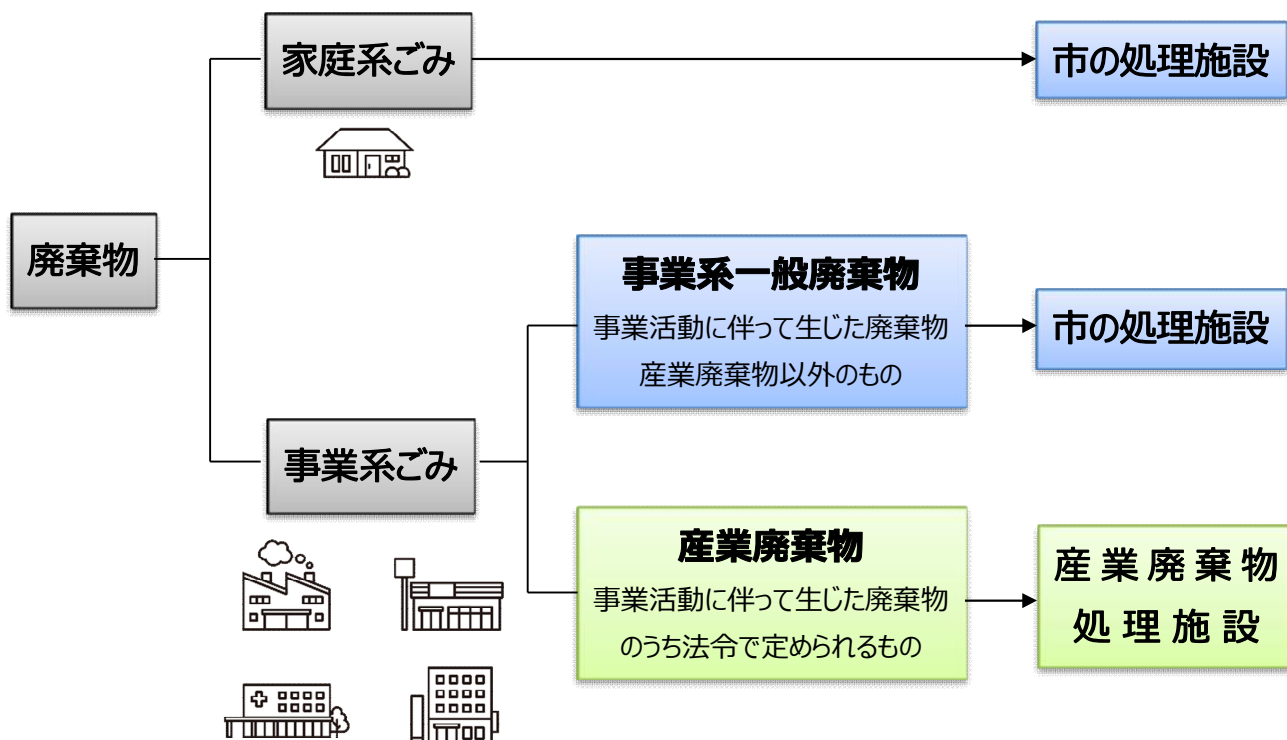 家庭系ごみ
市の処理施設
廃棄物
事業系一般廃棄物
事業活動に伴って生じた廃棄物
産業廃棄物以外のもの
市の処理施設
事業系ごみ
産業廃棄物
事業活動に伴って生じた廃棄物
のうち法令で定められるもの
産業廃棄物
処理施設